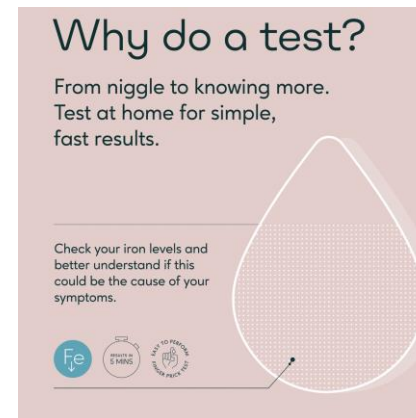 Why do a test?
From niggle to knowing more.
Test at home for simple,
fast results.
Check your iron levels and
better understand if this
could be the cause of your
symptoms.
Fe
RESULTS IN
5 MINS
EASY TO PERFORM
FINGER PRICK TEST